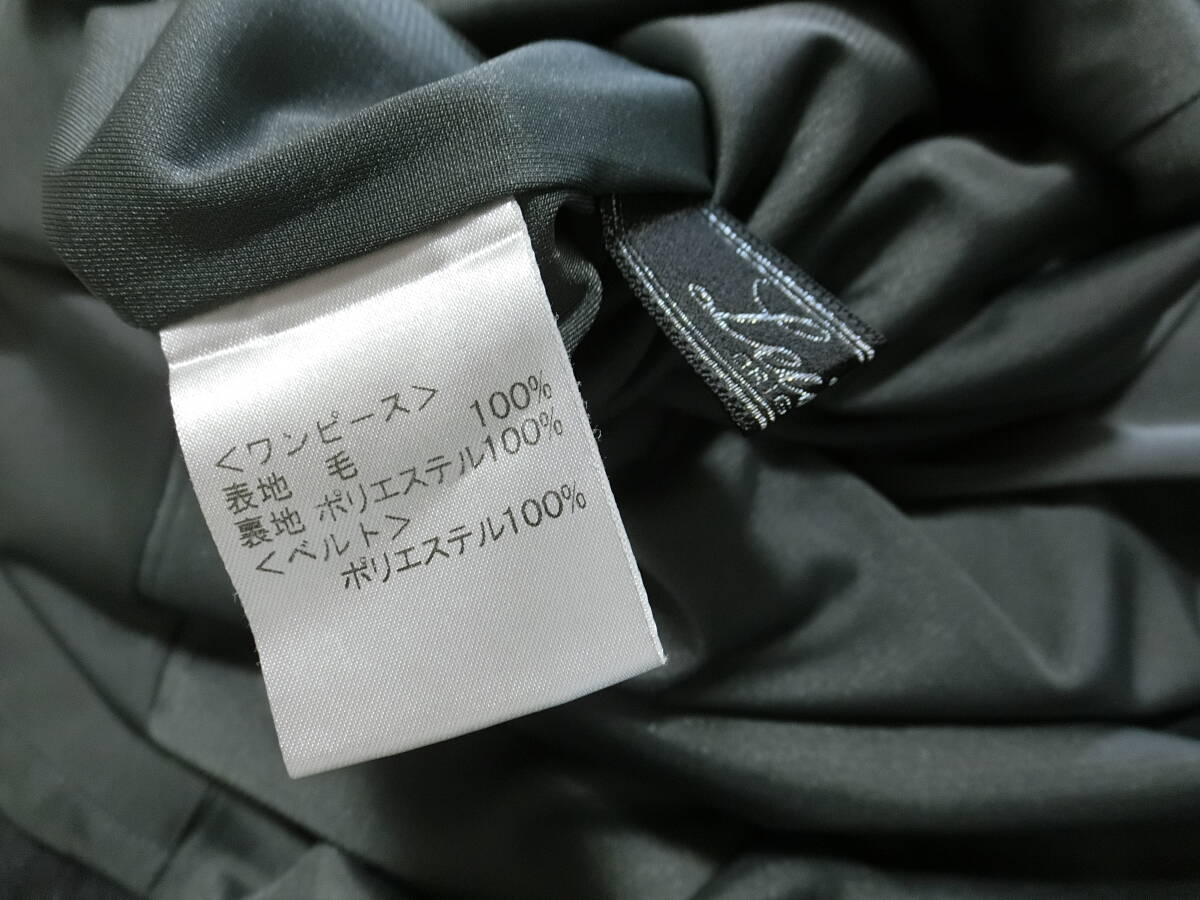 <ワンピース>
表地 毛 100%
裏地 ポリエステル100%
<ベルト>
ポリエステル100%